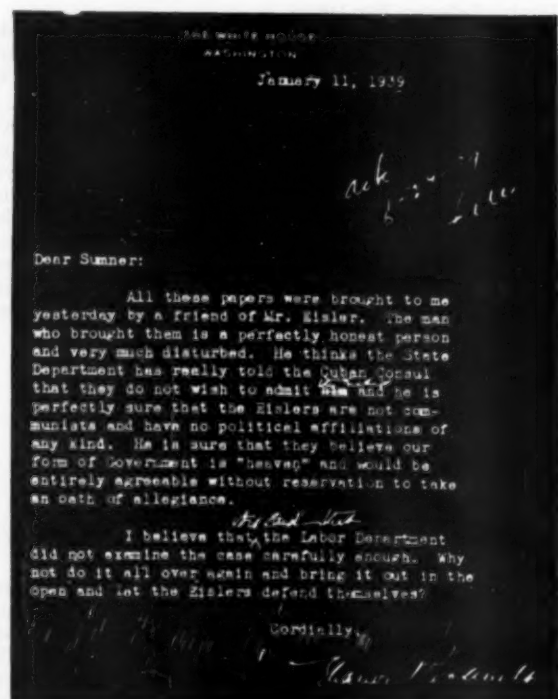 THE WHITE HOUSE
WASHINGTON
January 11, 1939
ack
Dear Sumner:
All these papers were brought to me
yesterday by a friend of Mr. Eisler. The man
who brought them is a perfectly honest person
and very much disturbed. He thinks the State
Department has really told the Cuban Consul
that they do not wish to admit him and he is
perfectly sure that the Eislers are not com-
munists and have no political affiliations of
any kind. He is sure that they believe our
form of Government is "heaven" and would be
entirely agreeable without reservation to take
an oath of allegiance.
I believe that the Labor Department
did not examine the case carefully enough. Why
not do it all over again and bring it out in the
open and let the Eislers defend themselves?
Cordially,
Eleanor Roosevelt